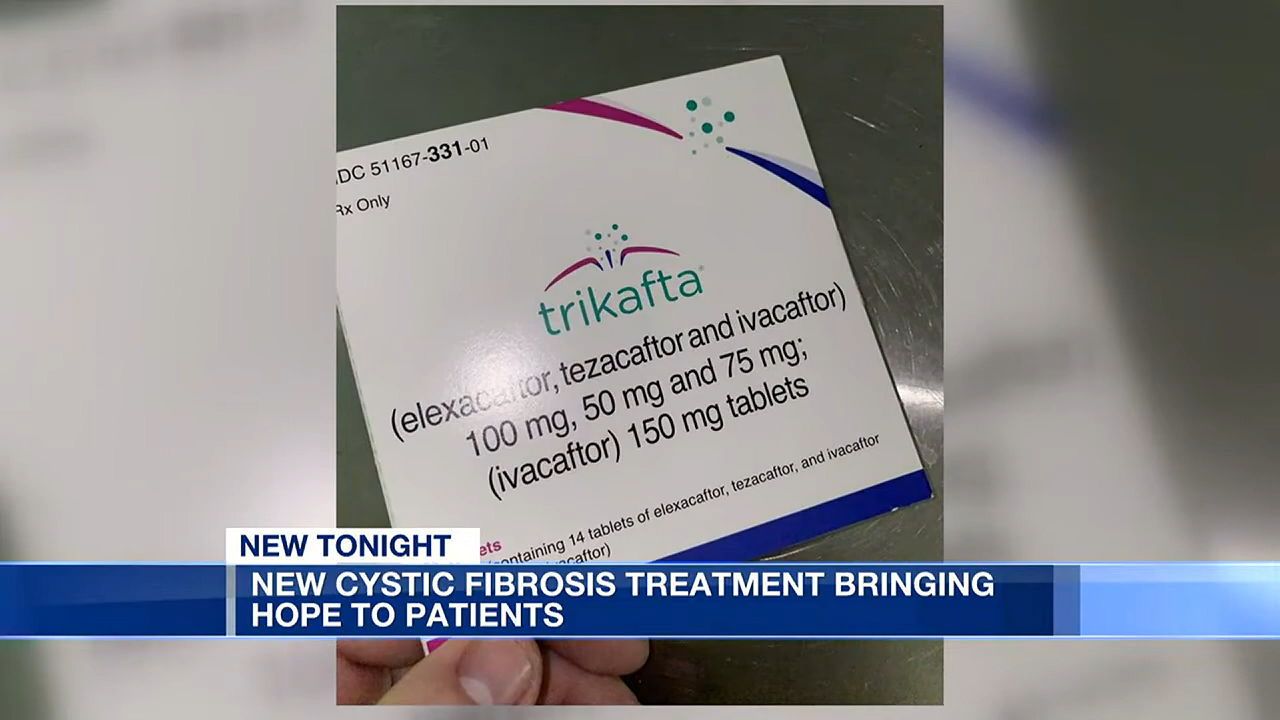 DC 51167-331-01
Rx Only
trikafta
(elexacaftor, tezacaftor and ivacaftor)
100 mg, 50 mg and 75 mg;
(ivacaftor) 150 mg tablets
containing 14 tablets of elexacaftor, tezacaftor, and ivacaftor
NEW TONIGHT
NEW CYSTIC FIBROSIS TREATMENT BRINGING
HOPE TO PATIENTS